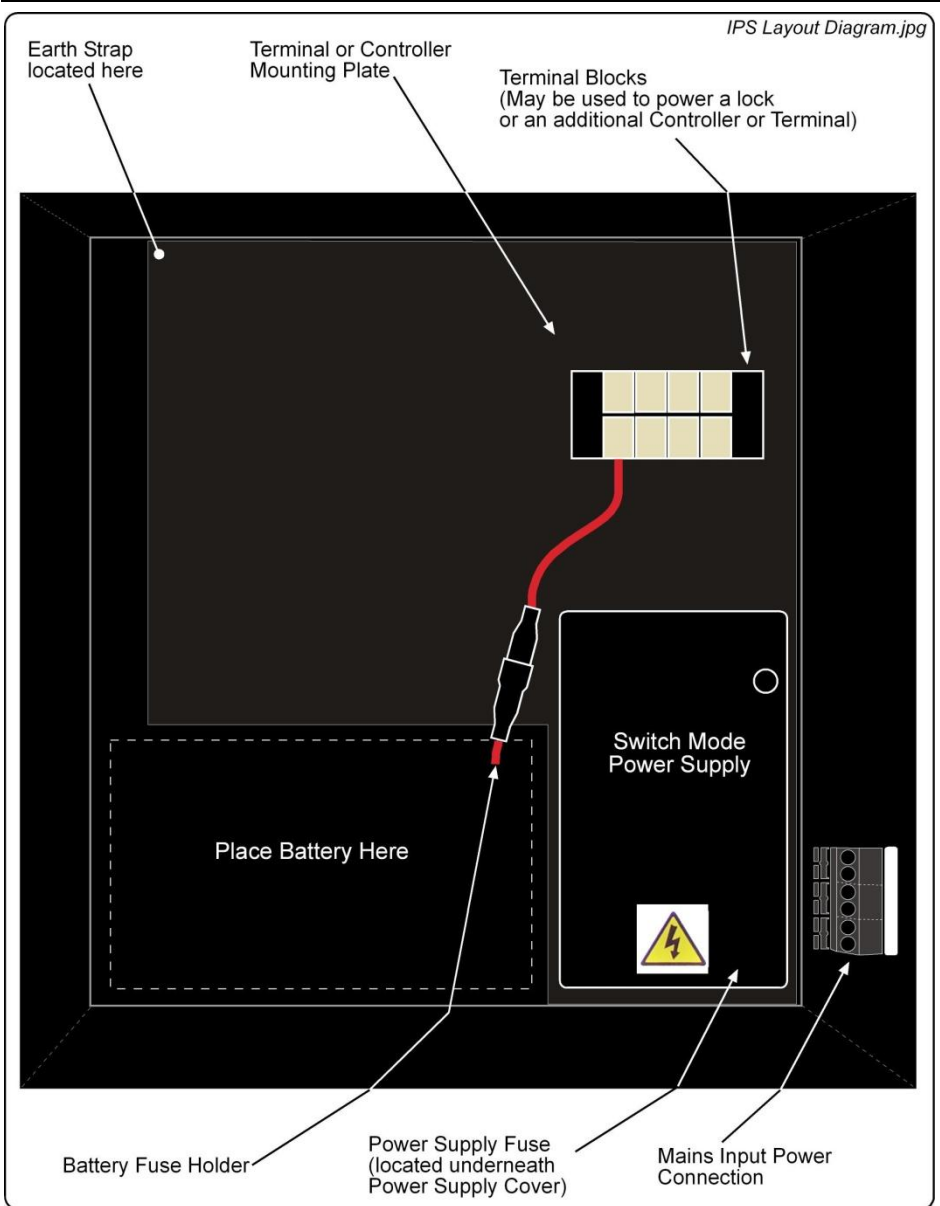 IPS Layout Diagram.jpg
Earth Strap
located here
Terminal or Controller
Mounting Plate
Terminal Blocks
(May be used to power a lock
or an additional Controller or Terminal)
Switch Mode
Power Supply
Place Battery Here
Battery Fuse Holder
Power Supply Fuse
(located underneath
Power Supply Cover)
Mains Input Power
Connection